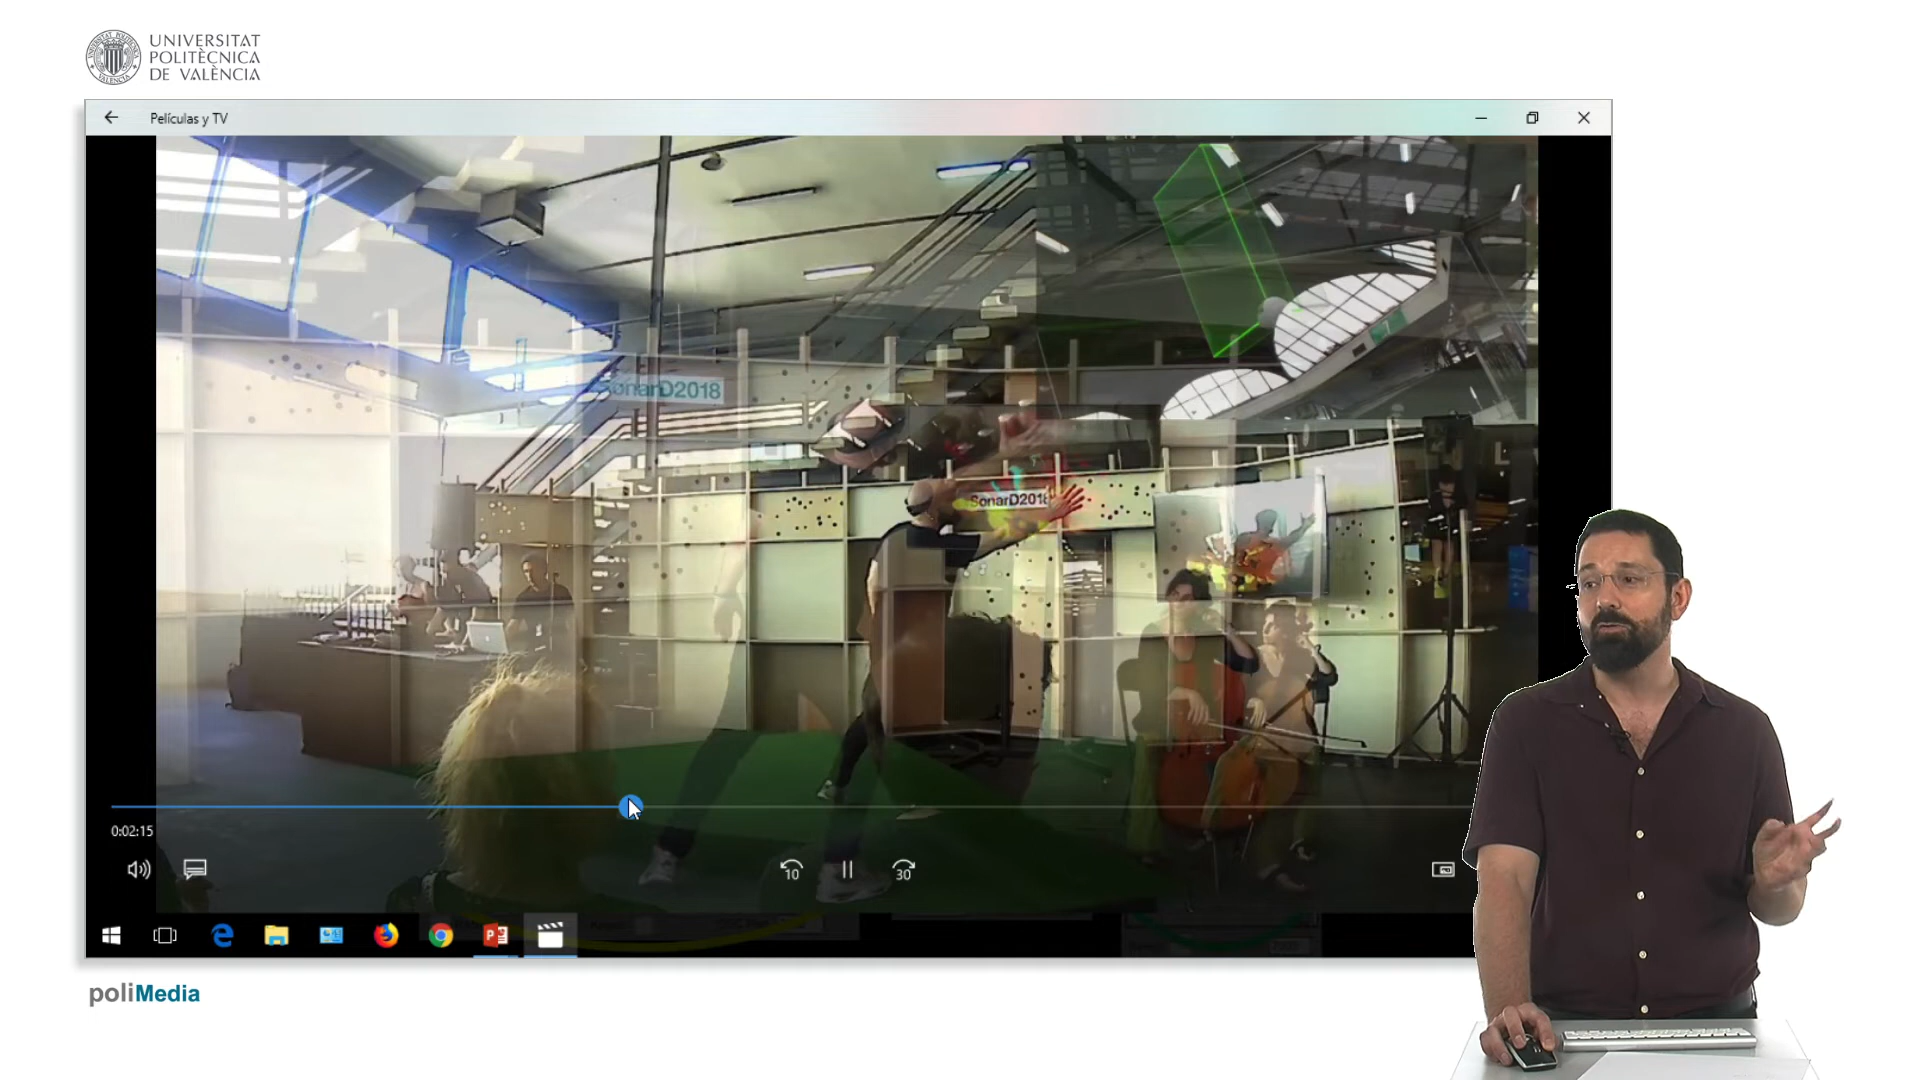 UNIVERSITAT
POLITÈCNICA
DE VALÈNCIA
Películas y TV
SonarD2018
SonarD2018
0:02:15
10
30
poliMedia